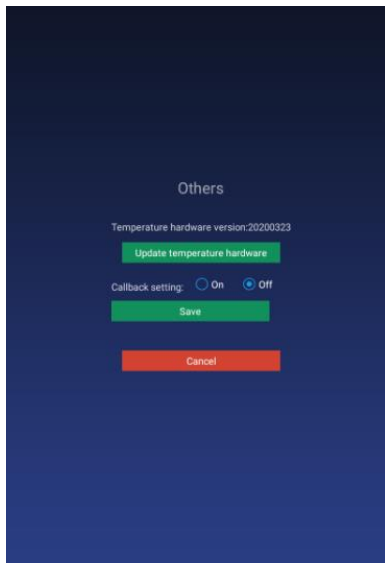 Others
Temperature hardware version:20200323
Update temperature hardware
Callback setting: On Off
Save
Cancel